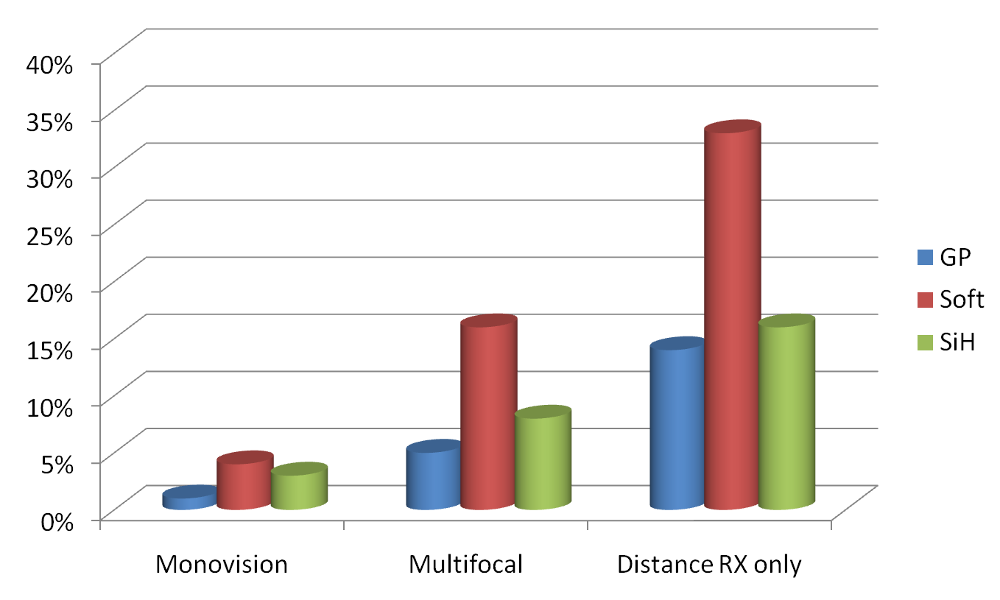 40%
35%
30%
25%
20%
15%
10%
5%
0%
Monovision
Multifocal
Distance RX only
GP
Soft
SiH